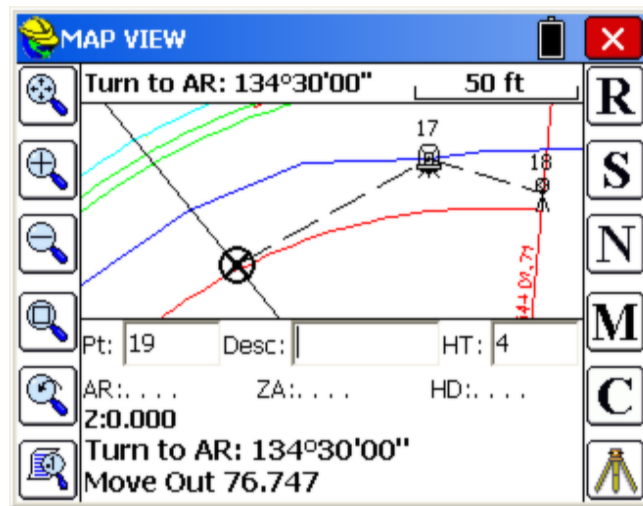 MAP VIEW
Turn to AR: 134°30'00" 50 ft
R
S
N
M
C
17
18
Pt: 19 Desc: HT: 4
AR:. . . . ZA:. . . . HD:. . . .
Z:0.000
Turn to AR: 134°30'00"
Move Out 76.747